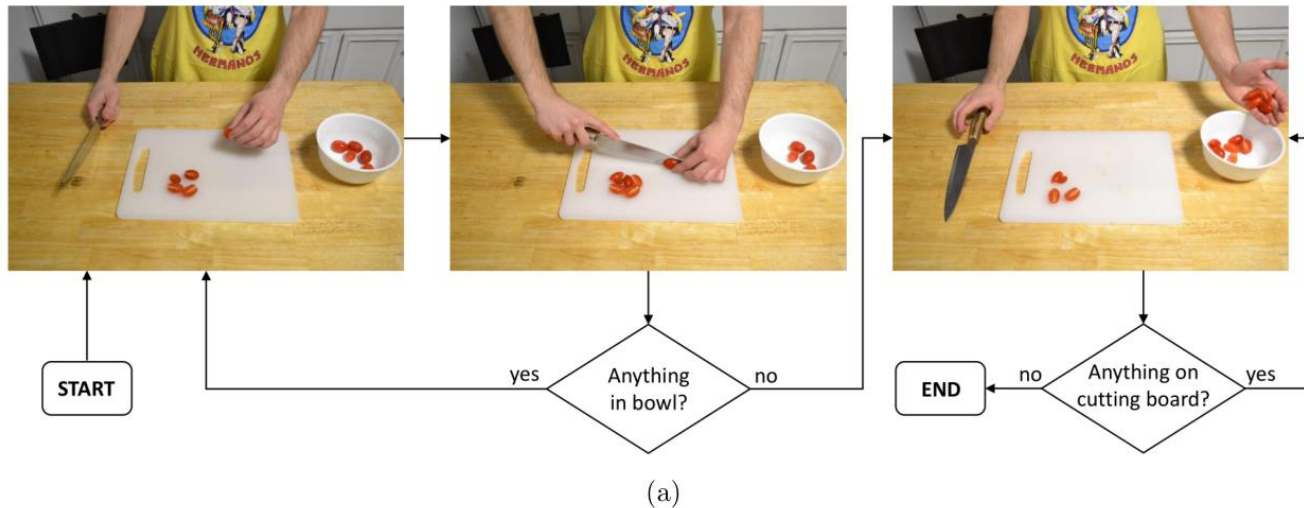 HERMANOS
HERMANOS
HERMANOS
START
yes
Anything
in bowl?
no
END
no
Anything on
cutting board?
yes
(a)